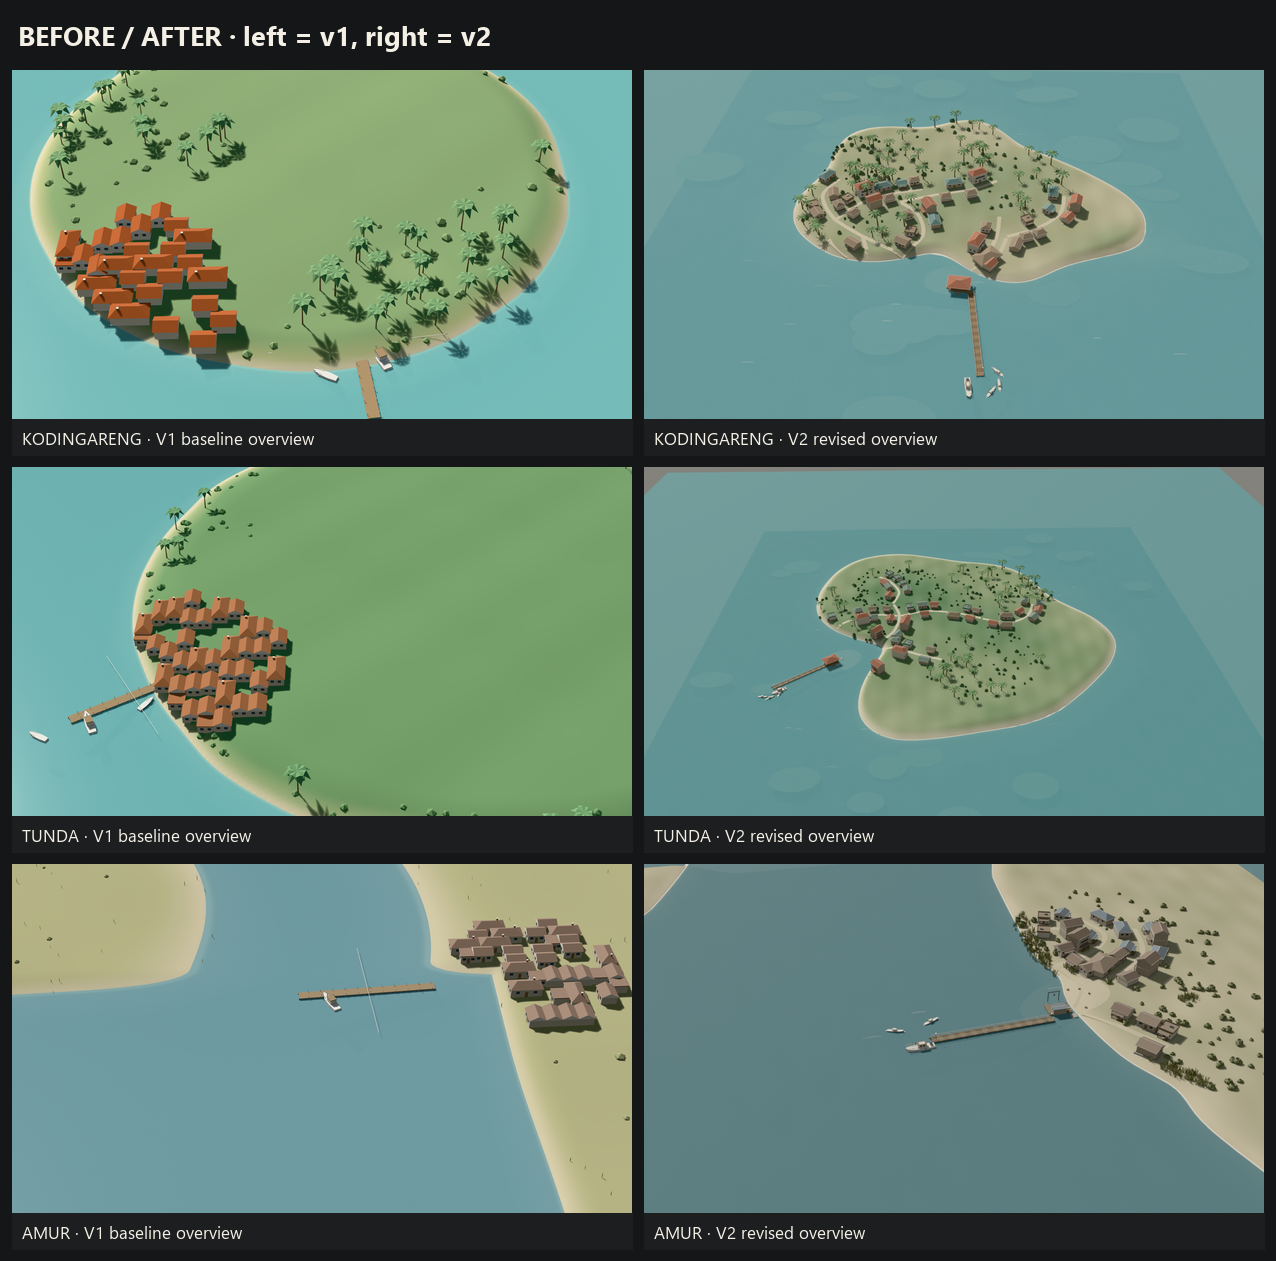 BEFORE / AFTER · left = v1, right = v2
KODINGARENG · V1 baseline overview
KODINGARENG · V2 revised overview
TUNDA · V1 baseline overview
TUNDA · V2 revised overview
AMUR · V1 baseline overview
AMUR · V2 revised overview